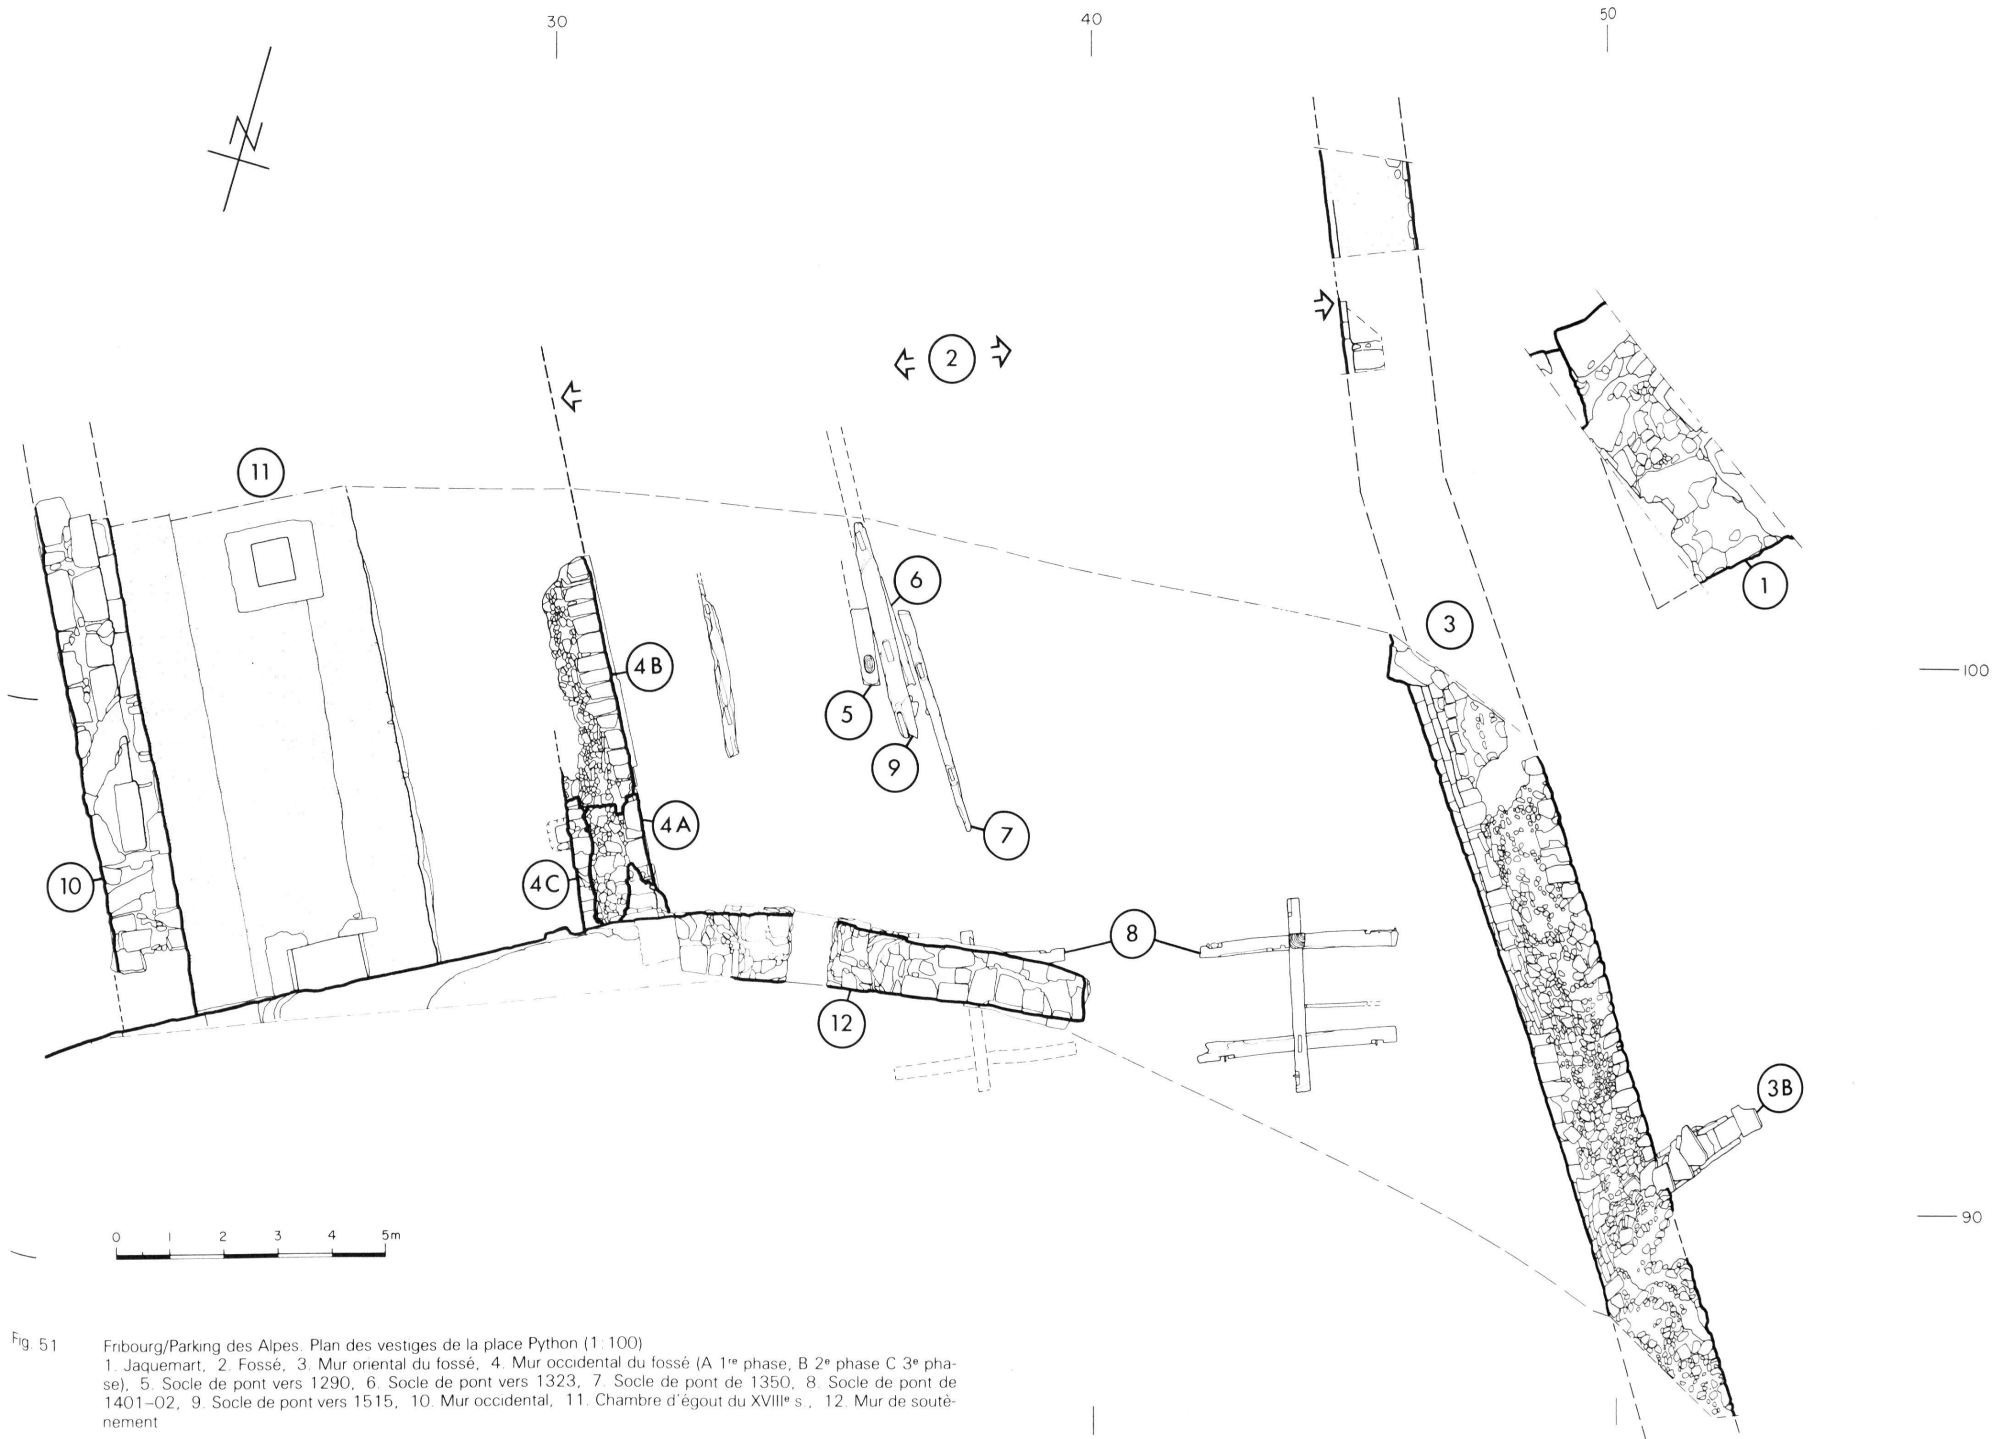 30
40
50
N
2
11
1
6
3
4B
100
5
9
4A
7
4C
10
8
12
3B
90
0 1 2 3 4 5m
Fig. 51
Fribourg/Parking des Alpes. Plan des vestiges de la place Python (1:100)
1. Jaquemart, 2. Fossé, 3. Mur oriental du fossé, 4. Mur occidental du fossé (A 1re phase, B 2e phase C 3e pha-
se), 5. Socle de pont vers 1290, 6. Socle de pont vers 1323, 7. Socle de pont de 1350, 8. Socle de pont de
1401–02, 9. Socle de pont vers 1515, 10. Mur occidental, 11. Chambre d'égout du XVIIIe s., 12. Mur de soutè-
nement